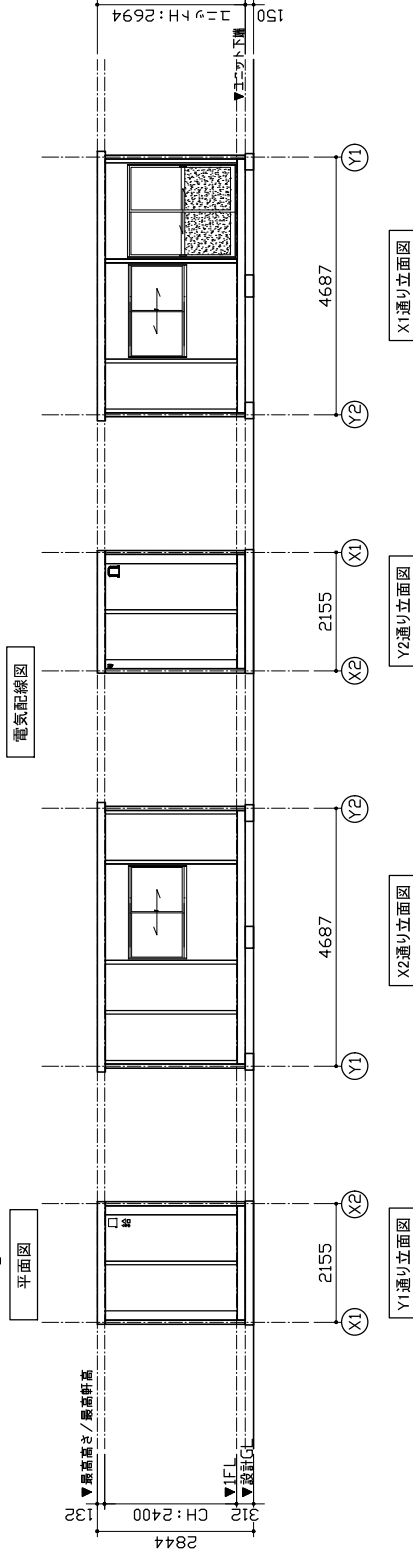 平面図
電気配線図
▼最高高さ/最高軒高
132
CH:2400
2844
312
▼1FL
▼設計GL
給
2155
X1
X2
Y1通り立面図
4687
Y1
Y2
X2通り立面図
2155
X2
X1
Y2通り立面図
4687
Y2
Y1
X1通り立面図
ユニットH:2694
150
▼ユニット下端